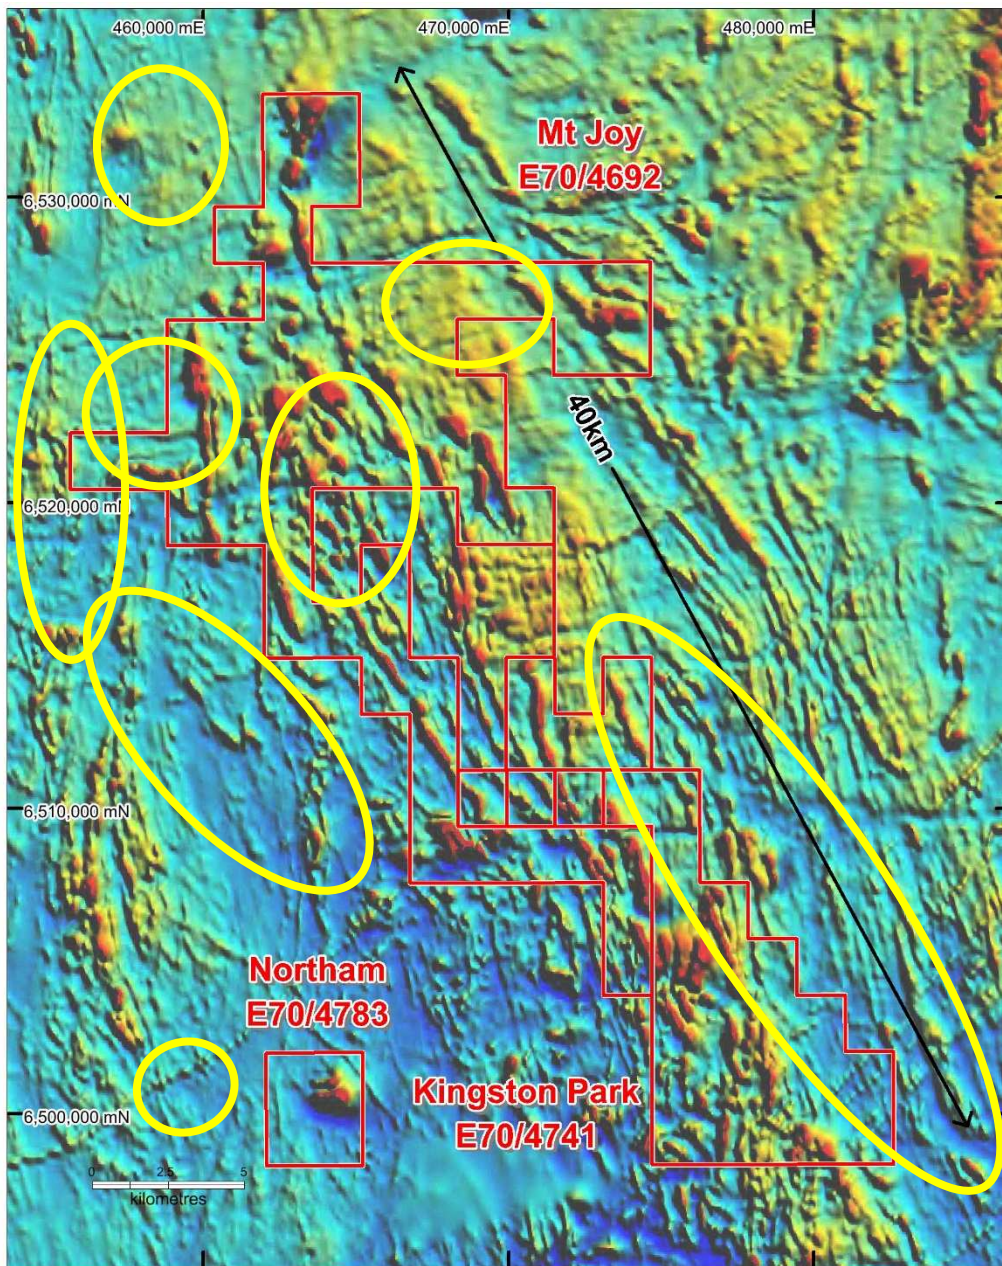 460,000 mE
470,000 mE
480,000 mE
Mt Joy
E70/4692
6,530,000 mN
40km
6,520,000 mN
6,510,000 mN
Northam
E70/4783
Kingston Park
E70/4741
6,500,000 mN
0 2.5 5
kilometres